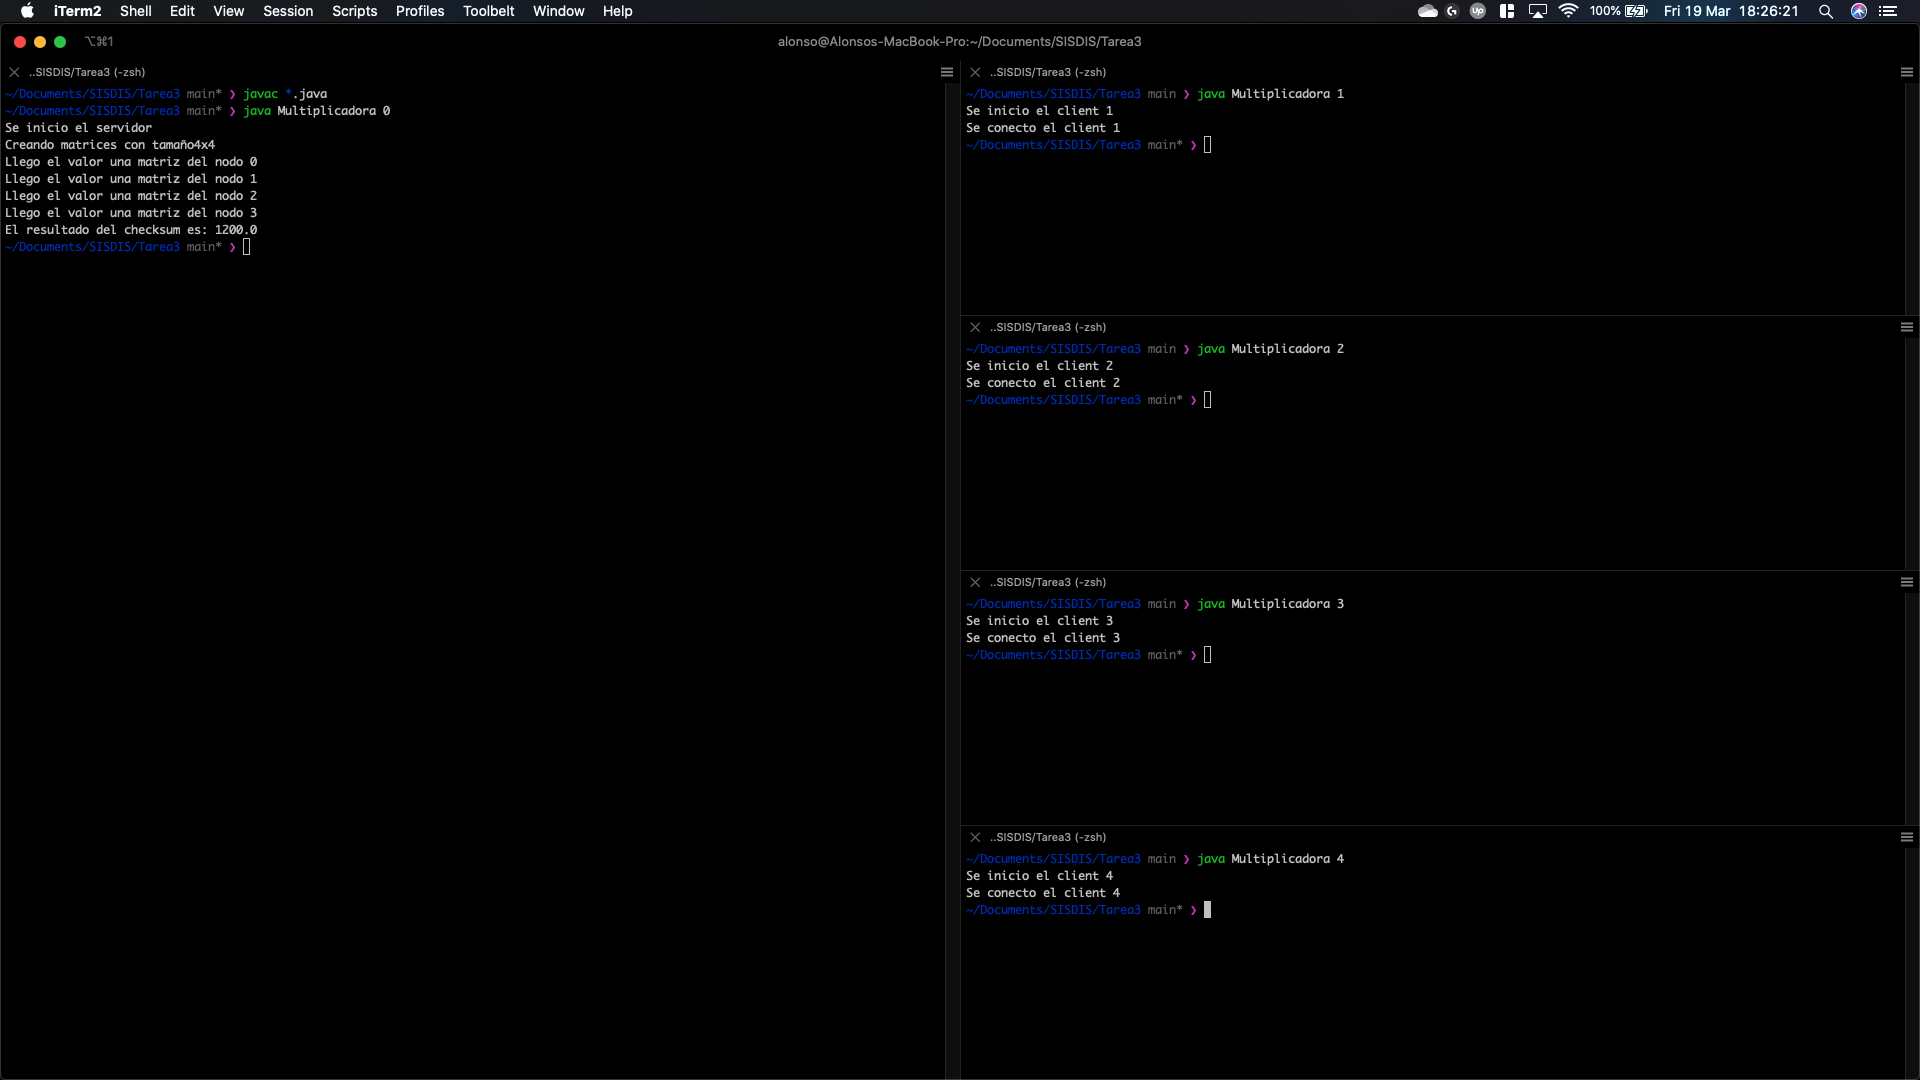 iTerm2 Shell Edit View Session Scripts Profiles Toolbelt Window Help
up 100% Fri 19 Mar 18:26:21
⌥⌘1 alonso@Alonsos-MacBook-Pro:~/Documents/SISDIS/Tarea3
..SISDIS/Tarea3 (-zsh)
~/Documents/SISDIS/Tarea3 main* ❯ javac *.java
~/Documents/SISDIS/Tarea3 main* ❯ java Multiplicadora 0
Se inicio el servidor
Creando matrices con tamaño4x4
Llego el valor una matriz del nodo 0
Llego el valor una matriz del nodo 1
Llego el valor una matriz del nodo 2
Llego el valor una matriz del nodo 3
El resultado del checksum es: 1200.0
~/Documents/SISDIS/Tarea3 main* ❯
..SISDIS/Tarea3 (-zsh)
~/Documents/SISDIS/Tarea3 main ❯ java Multiplicadora 1
Se inicio el client 1
Se conecto el client 1
~/Documents/SISDIS/Tarea3 main* ❯
..SISDIS/Tarea3 (-zsh)
~/Documents/SISDIS/Tarea3 main ❯ java Multiplicadora 2
Se inicio el client 2
Se conecto el client 2
~/Documents/SISDIS/Tarea3 main* ❯
..SISDIS/Tarea3 (-zsh)
~/Documents/SISDIS/Tarea3 main ❯ java Multiplicadora 3
Se inicio el client 3
Se conecto el client 3
~/Documents/SISDIS/Tarea3 main* ❯
..SISDIS/Tarea3 (-zsh)
~/Documents/SISDIS/Tarea3 main ❯ java Multiplicadora 4
Se inicio el client 4
Se conecto el client 4
~/Documents/SISDIS/Tarea3 main* ❯